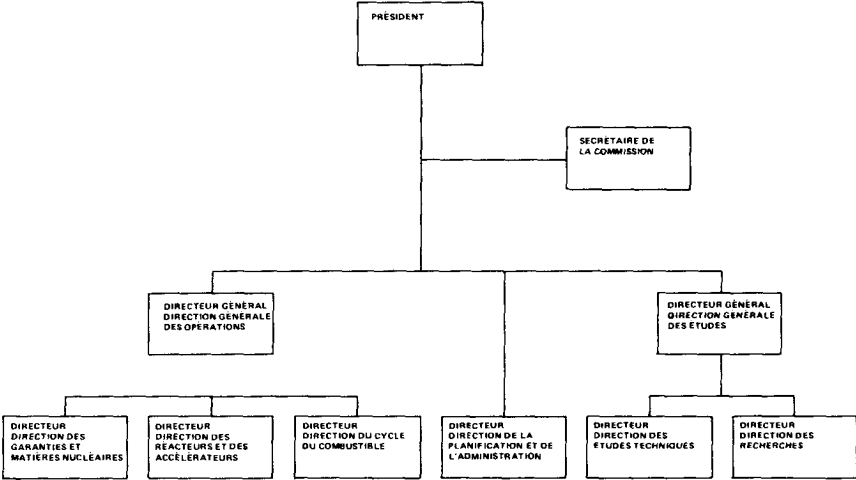 PRÉSIDENT
SECRÉTAIRE DE
LA COMMISSION
DIRECTEUR GÉNÉRAL
DIRECTION GÉNÉRALE
DES OPÉRATIONS
DIRECTEUR GÉNÉRAL
DIRECTION GÉNÉRALE
DES ÉTUDES
DIRECTEUR
DIRECTION DES
GARANTIES ET
MATIÈRES NUCLÉAIRES
DIRECTEUR
DIRECTION DES
RÉACTEURS ET DES
ACCÉLÉRATEURS
DIRECTEUR
DIRECTION DU CYCLE
DU COMBUSTIBLE
DIRECTEUR
DIRECTION DE LA
PLANIFICATION ET DE
L'ADMINISTRATION
DIRECTEUR
DIRECTION DES
ÉTUDES TECHNIQUES
DIRECTEUR
DIRECTION DES
RECHERCHES